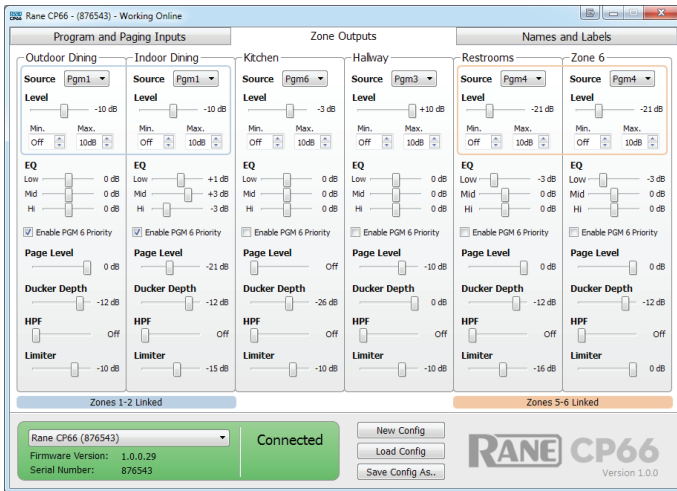 RANE CP66 Rane CP66 - (876543) - Working Online
Program and Paging Inputs Zone Outputs Names and Labels
Outdoor Dining Indoor Dining Kitchen Hallway Restrooms Zone 6
Source Pgm1 Source Pgm1 Source Pgm6 Source Pgm3 Source Pgm4 Source Pgm4
Level Level Level Level Level Level
-10 dB -10 dB -3 dB +10 dB -21 dB -21 dB
Min. Max. Min. Max. Min. Max. Min. Max. Min. Max. Min. Max.
Off 10dB Off 10dB Off 10dB Off 10dB Off 10dB Off 10dB
EQ EQ EQ EQ EQ EQ
Low 0 dB Low +1 dB Low 0 dB Low 0 dB Low -3 dB Low -3 dB
Mid 0 dB Mid +3 dB Mid 0 dB Mid 0 dB Mid 0 dB Mid 0 dB
Hi 0 dB Hi -3 dB Hi 0 dB Hi 0 dB Hi 0 dB Hi 0 dB
Enable PGM 6 Priority Enable PGM 6 Priority Enable PGM 6 Priority Enable PGM 6 Priority Enable PGM 6 Priority Enable PGM 6 Priority
Page Level Page Level Page Level Page Level Page Level Page Level
0 dB -21 dB Off -10 dB 0 dB 0 dB
Ducker Depth Ducker Depth Ducker Depth Ducker Depth Ducker Depth Ducker Depth
-12 dB -12 dB -26 dB 0 dB -12 dB -12 dB
HPF HPF HPF HPF HPF HPF
Off Off Off Off Off Off
Limiter Limiter Limiter Limiter Limiter Limiter
-10 dB -15 dB -10 dB -10 dB -16 dB 0 dB
Zones 1-2 Linked Zones 5-6 Linked
Rane CP66 (876543) Connected New Config
Firmware Version: 1.0.0.29 Load Config RANE CP66
Serial Number: 876543 Save Config As.. Version 1.0.0